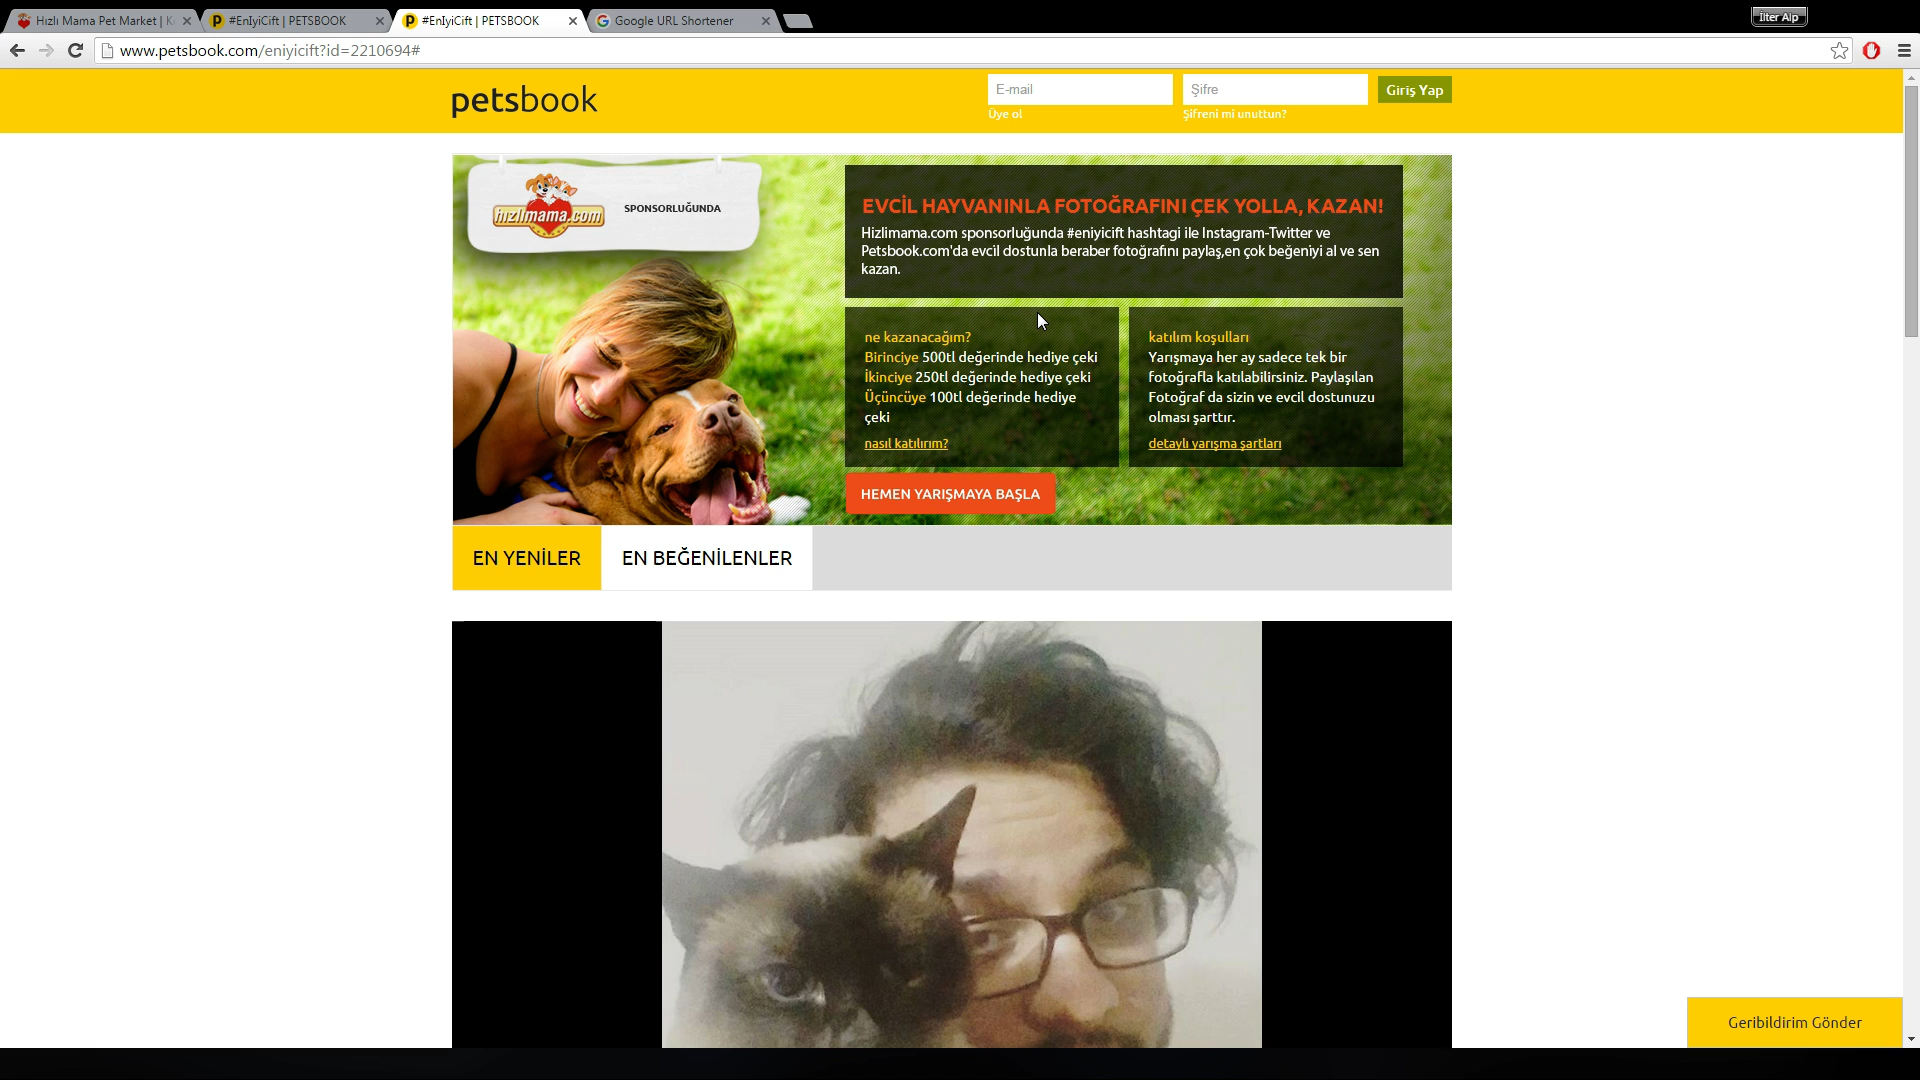 Hızlı Mama Pet Market |
#EnİyiCift | PETSBOOK
#EnİyiCift | PETSBOOK
Google URL Shortener
İlter Alp
www.petsbook.com/eniyicift?id=2210694#
petsbook
E-mail
Şifre
Giriş Yap
Üye ol
Şifreni mi unuttun?
hızlımama.com
SPONSORLUĞUNDA
EVCİL HAYVANINLA FOTOĞRAFINI ÇEK YOLLA, KAZAN!
Hizlimama.com sponsorluğunda #eniyicift hashtagi ile Instagram-Twitter ve
Petsbook.com'da evcil dostunla beraber fotoğrafını paylaş,en çok beğeniyi al ve sen
kazan.
ne kazanacağım?
Birinciye 500tl değerinde hediye çeki
İkinciye 250tl değerinde hediye çeki
Üçüncüye 100tl değerinde hediye
çeki
nasıl katılırım?
katılım koşulları
Yarışmaya her ay sadece tek bir
fotoğrafla katılabilirsiniz. Paylaşılan
Fotoğraf da sizin ve evcil dostunuzu
olması şarttır.
detaylı yarışma şartları
HEMEN YARIŞMAYA BAŞLA
EN YENİLER
EN BEĞENİLENLER
Geribildirim Gönder